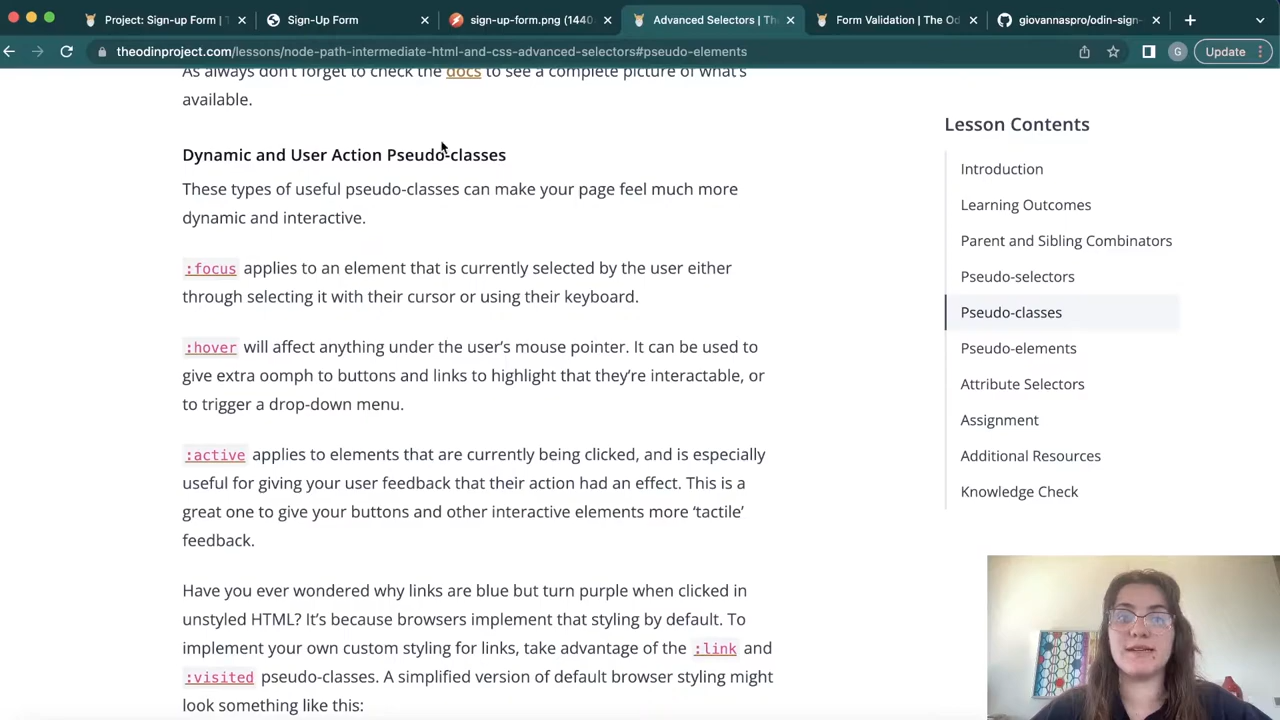 Project: Sign-up Form | T
Sign-Up Form
sign-up-form.png (1440
Advanced Selectors | Th
Form Validation | The Od
giovannaspro/odin-sign-
theodinproject.com/lessons/node-path-intermediate-html-and-css-advanced-selectors#pseudo-elements
G
Update
As always don't forget to check the docs to see a complete picture of what's
available.
Dynamic and User Action Pseudo-classes
These types of useful pseudo-classes can make your page feel much more
dynamic and interactive.
:focus applies to an element that is currently selected by the user either
through selecting it with their cursor or using their keyboard.
:hover will affect anything under the user's mouse pointer. It can be used to
give extra oomph to buttons and links to highlight that they're interactable, or
to trigger a drop-down menu.
:active applies to elements that are currently being clicked, and is especially
useful for giving your user feedback that their action had an effect. This is a
great one to give your buttons and other interactive elements more 'tactile'
feedback.
Have you ever wondered why links are blue but turn purple when clicked in
unstyled HTML? It's because browsers implement that styling by default. To
implement your own custom styling for links, take advantage of the :link and
:visited pseudo-classes. A simplified version of default browser styling might
look something like this:
Lesson Contents
Introduction
Learning Outcomes
Parent and Sibling Combinators
Pseudo-selectors
Pseudo-classes
Pseudo-elements
Attribute Selectors
Assignment
Additional Resources
Knowledge Check